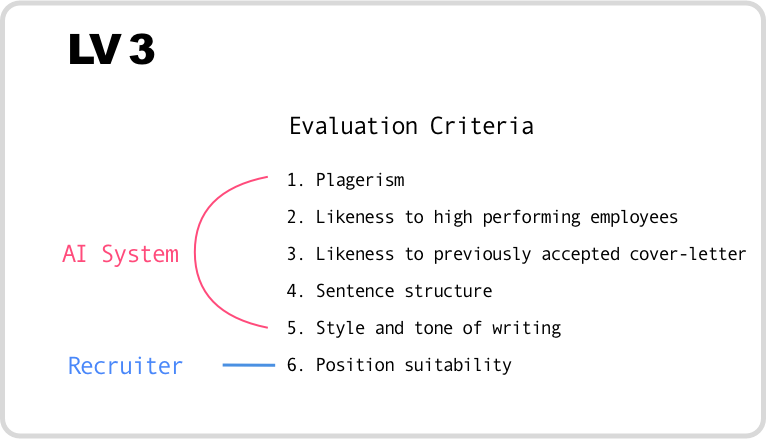 LV 3
Evaluation Criteria
1. Plagerism
2. Likeness to high performing employees
3. Likeness to previously accepted cover-letter
AI System
4. Sentence structure
5. Style and tone of writing
Recruiter
6. Position suitability